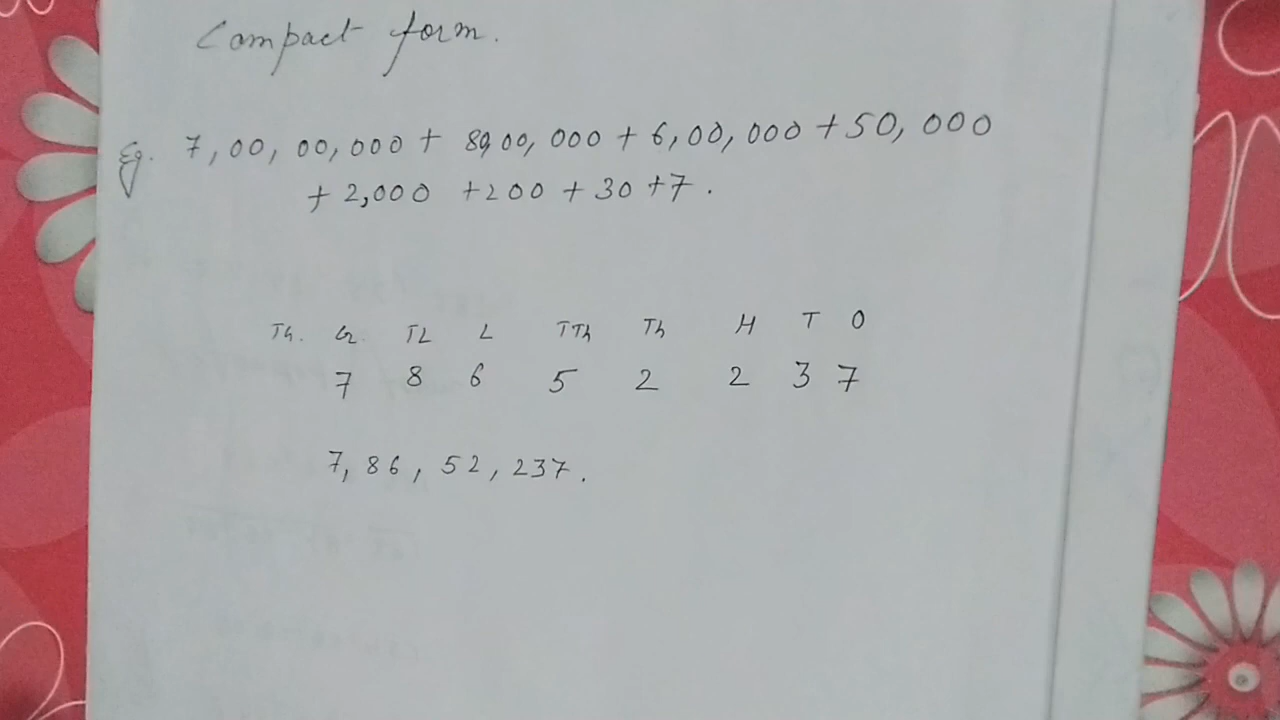 Compact form.
Eg. 7,00,00,000 + 80,00,000 + 6,00,000 + 50,000
+ 2,000 + 200 + 30 + 7.
Th. Cr. TL L TTh Th H T O
7 8 6 5 2 2 3 7
7, 86, 52, 237.